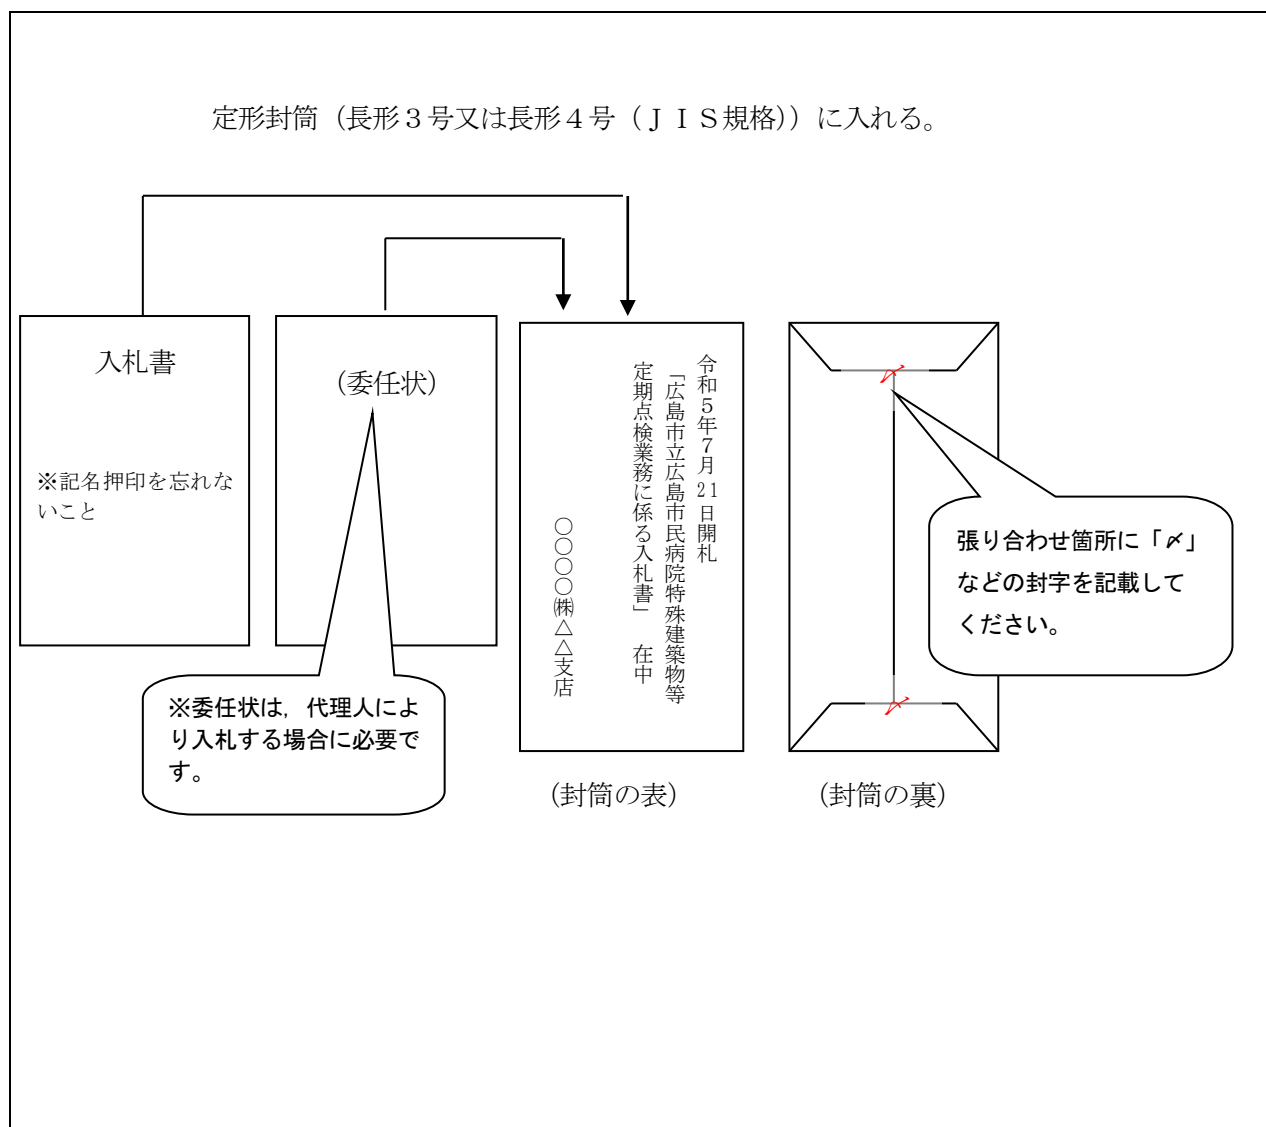 定形封筒（長形３号又は長形４号（ＪＩＳ規格））に入れる。
入札書
※記名押印を忘れな
いこと
（委任状）
※委任状は，代理人によ
り入札する場合に必要で
す。
令和５年７月21日開札
「広島市立広島市民病院特殊建築物等
定期点検業務に係る入札書」　在中
○○○○㈱△△支店
（封筒の表）
〆
〆
張り合わせ箇所に「〆」
などの封字を記載して
ください。
（封筒の裏）